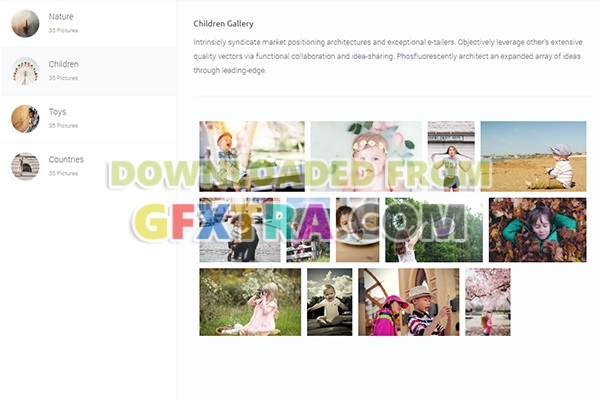 Nature
35 Pictures
Children
35 Pictures
Toys
35 Pictures
Countries
35 Pictures
Children Gallery
Intrinsicly syndicate market positioning architectures and exceptional e-tailers. Objectively leverage other's extensive
quality vectors via functional collaboration and idea-sharing. Phosfluorescently architect an expanded array of ideas
through leading-edge.
DOWNLOADED FROM
GFXTRA.COM